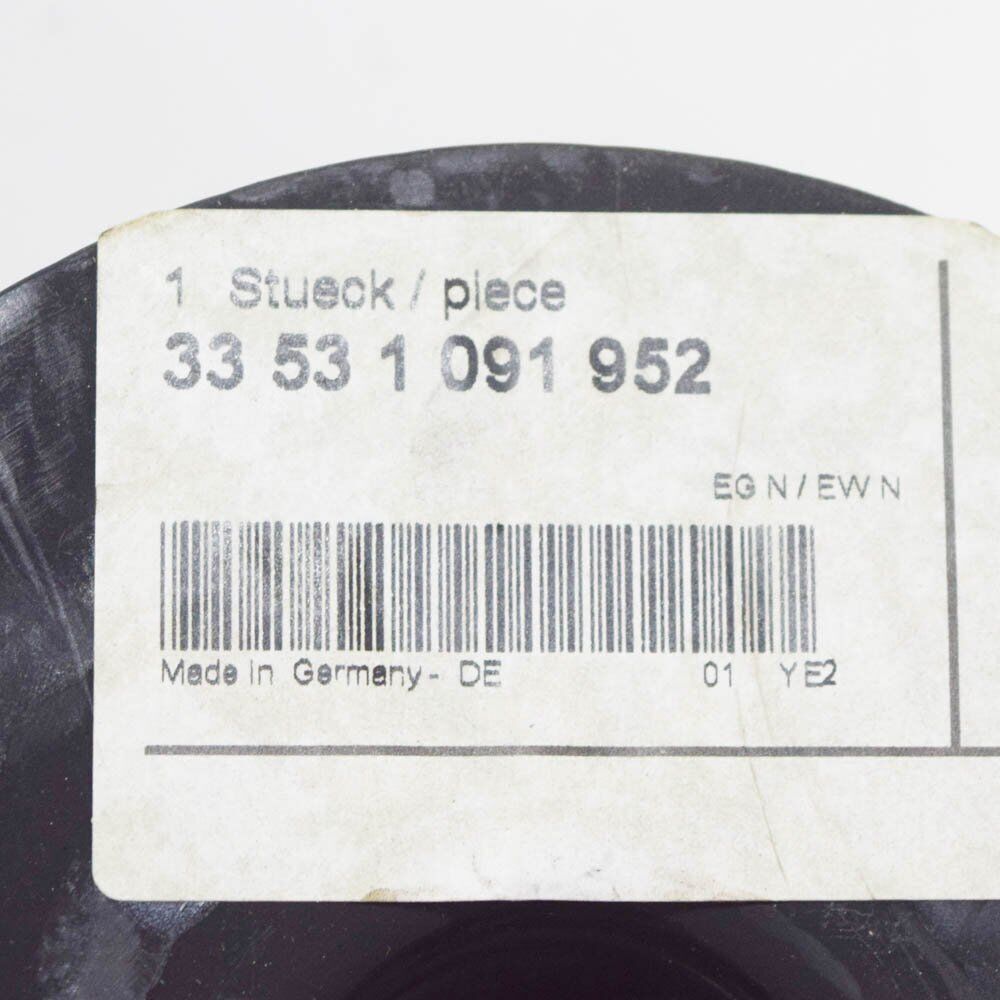 1 Stueck / piece
33 53 1 091 952
EG N / EW N
Made in Germany - DE 01 YE2